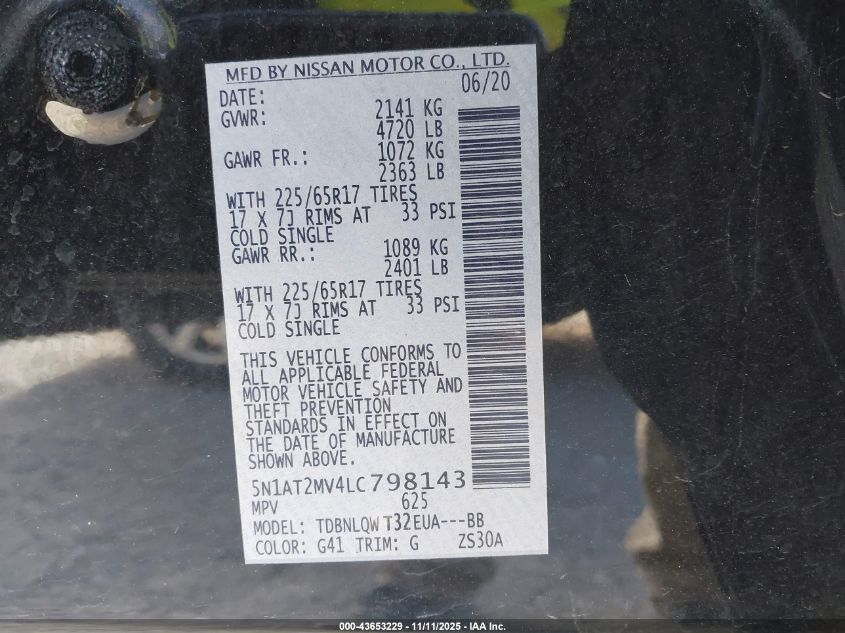 MFD BY NISSAN MOTOR CO., LTD.
DATE: 06/20
GVWR: 2141 KG
4720 LB
GAWR FR.: 1072 KG
2363 LB
WITH 225/65R17 TIRES
17 X 7J RIMS AT 33 PSI
COLD SINGLE
GAWR RR.: 1089 KG
2401 LB
WITH 225/65R17 TIRES
17 X 7J RIMS AT 33 PSI
COLD SINGLE
THIS VEHICLE CONFORMS TO
ALL APPLICABLE FEDERAL
MOTOR VEHICLE SAFETY AND
THEFT PREVENTION
STANDARDS IN EFFECT ON
THE DATE OF MANUFACTURE
SHOWN ABOVE.
5N1AT2MV4LC798143
MPV 625
MODEL: TDBNLQWT32EUA---BB
COLOR: G41 TRIM: G ZS30A
000-43653229 - 11/11/2025 - IAA Inc.